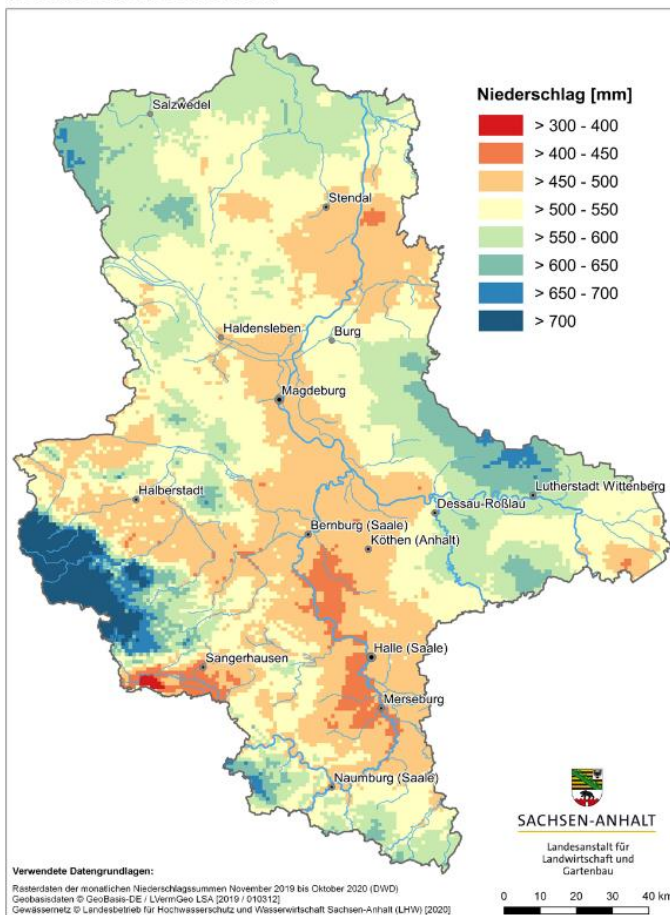 Niederschlag [mm]
> 300 - 400
> 400 - 450
> 450 - 500
> 500 - 550
> 550 - 600
> 600 - 650
> 650 - 700
> 700
Salzwedel
Stendal
Haldensleben
Burg
Magdeburg
Halberstadt
Lutherstadt Wittenberg
Dessau-Roßlau
Bernburg (Saale)
Köthen (Anhalt)
Halle (Saale)
Sangerhausen
Merseburg
Naumburg (Saale)
SACHSEN-ANHALT
Landesanstalt für
Landwirtschaft und
Gartenbau
Verwendete Datengrundlagen:
Rasterdaten der monatlichen Niederschlagssummen November 2019 bis Oktober 2020 (DWD)
Geobasisdaten © GeoBasis-DE / LVermGeo LSA [2019 / 010312]
Gewässernetz © Landesbetrieb für Hochwasserschutz und Wasserwirtschaft Sachsen-Anhalt (LHW) [2020]
0 10 20 30 40 km